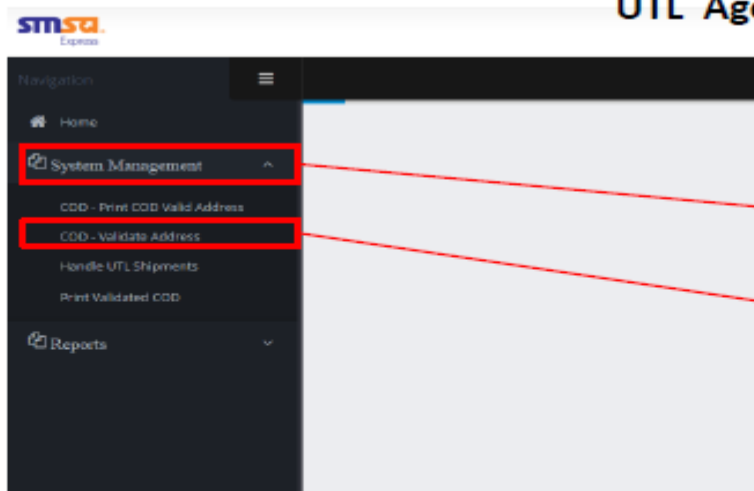 UTL Age
smsa
Express
Navigation
Home
System Management
COD - Print COD Valid Address
COD - Validate Address
Handle UTL Shipments
Print Validated COD
Reports